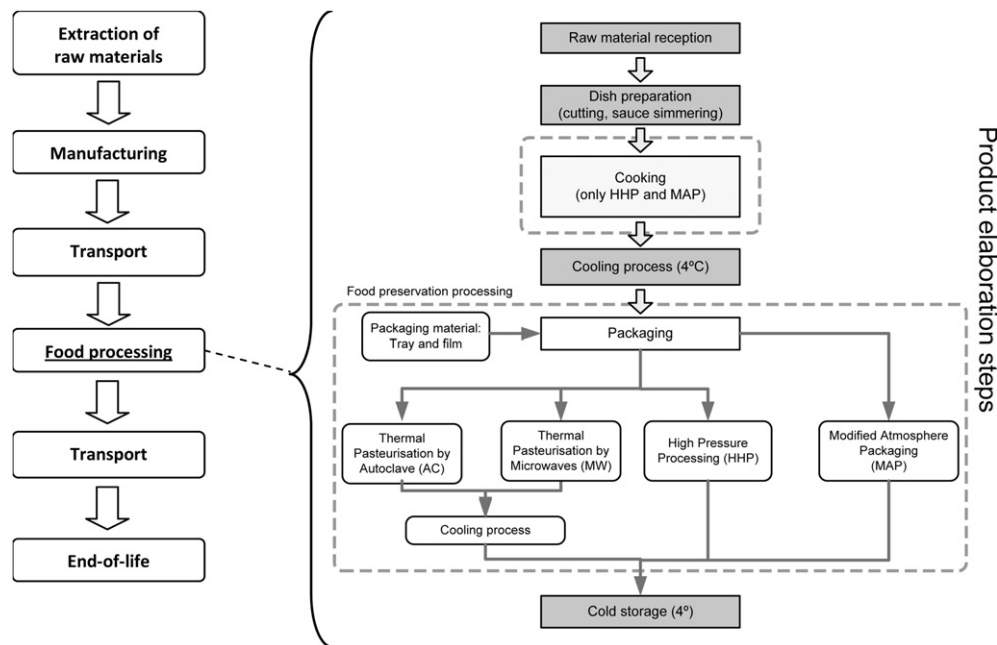 Extraction of
raw materials
Manufacturing
Transport
Food processing
Transport
End-of-life
Raw material reception
Dish preparation
(cutting, sauce simmering)
Cooking
(only HHP and MAP)
Cooling process (4ºC)
Food preservation processing
Packaging material:
Tray and film
Packaging
Thermal
Pasteurisation by
Autoclave (AC)
Thermal
Pasteurisation by
Microwaves (MW)
High Pressure
Processing (HHP)
Modified Atmosphere
Packaging
(MAP)
Cooling process
Cold storage (4º)
Product elaboration steps